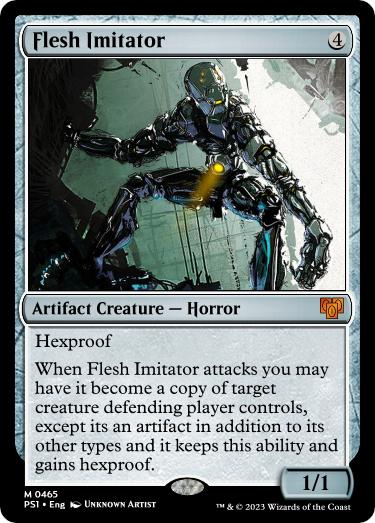 Flesh Imitator 4
Artifact Creature — Horror
Hexproof
When Flesh Imitator attacks you may
have it become a copy of target
creature defending player controls,
except its an artifact in addition to its
other types and it keeps this ability and
gains hexproof.
1/1
M 0465
PS1 • Eng Unknown Artist
™ & © 2023 Wizards of the Coast